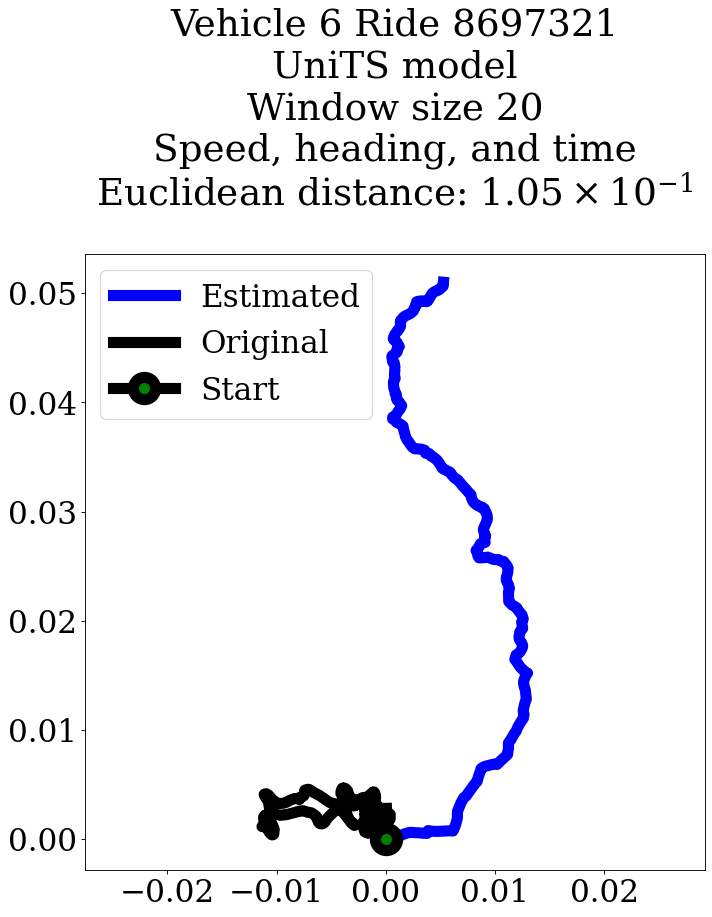 Vehicle 6 Ride 8697321
UniTS model
Window size 20
Speed, heading, and time
Euclidean distance: 1.05 × 10⁻¹
Estimated
Original
Start
0.05
0.04
0.03
0.02
0.01
0.00
−0.02 −0.01 0.00 0.01 0.02